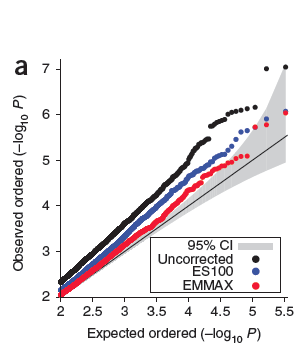 a
Observed ordered (–log10 P)
7
6
5
4
3
2
95% CI
Uncorrected
ES100
EMMAX
2 2.5 3 3.5 4 4.5 5 5.5
Expected ordered (–log10 P)